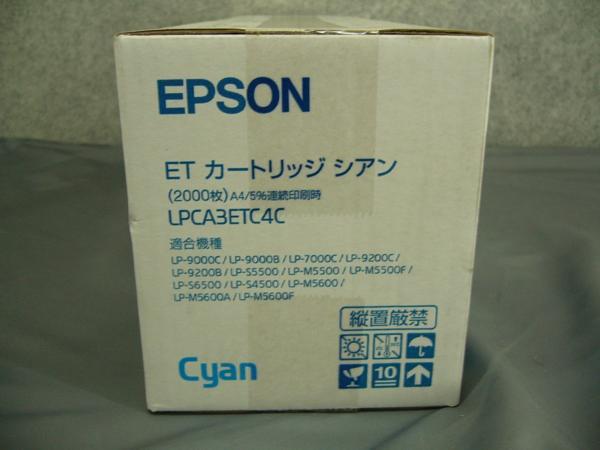 EPSON
ET カートリッジ シアン
(2000枚) A4/5%連続印刷時
LPCA3ETC4C
適合機種
LP-9000C / LP-9000B / LP-7000C / LP-9200C /
LP-9200B / LP-S5500 / LP-M5500 / LP-M5500F /
LP-S6500 / LP-S4500 / LP-M5600 /
LP-M5600A / LP-M5600F
縦置厳禁
Cyan
10